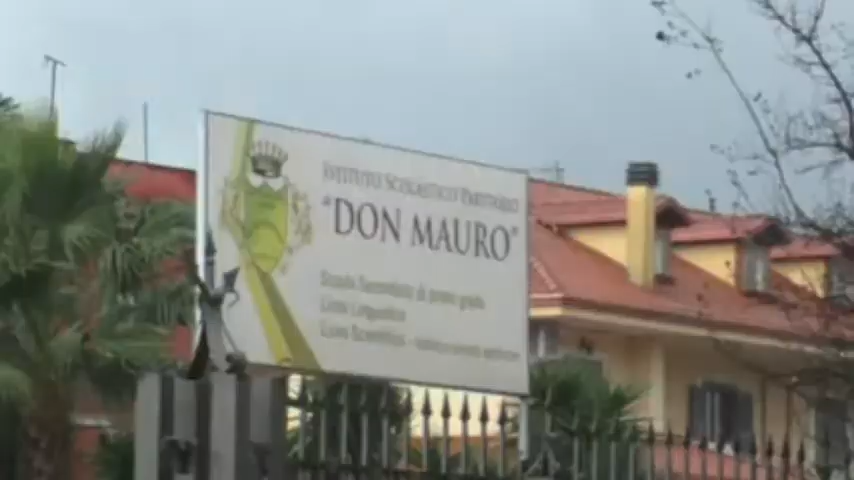 ISTITUTO SCOLASTICO PARITARIO
"DON MAURO"
Scuola Secondaria di primo grado
Liceo Linguistico
Liceo Scientifico -